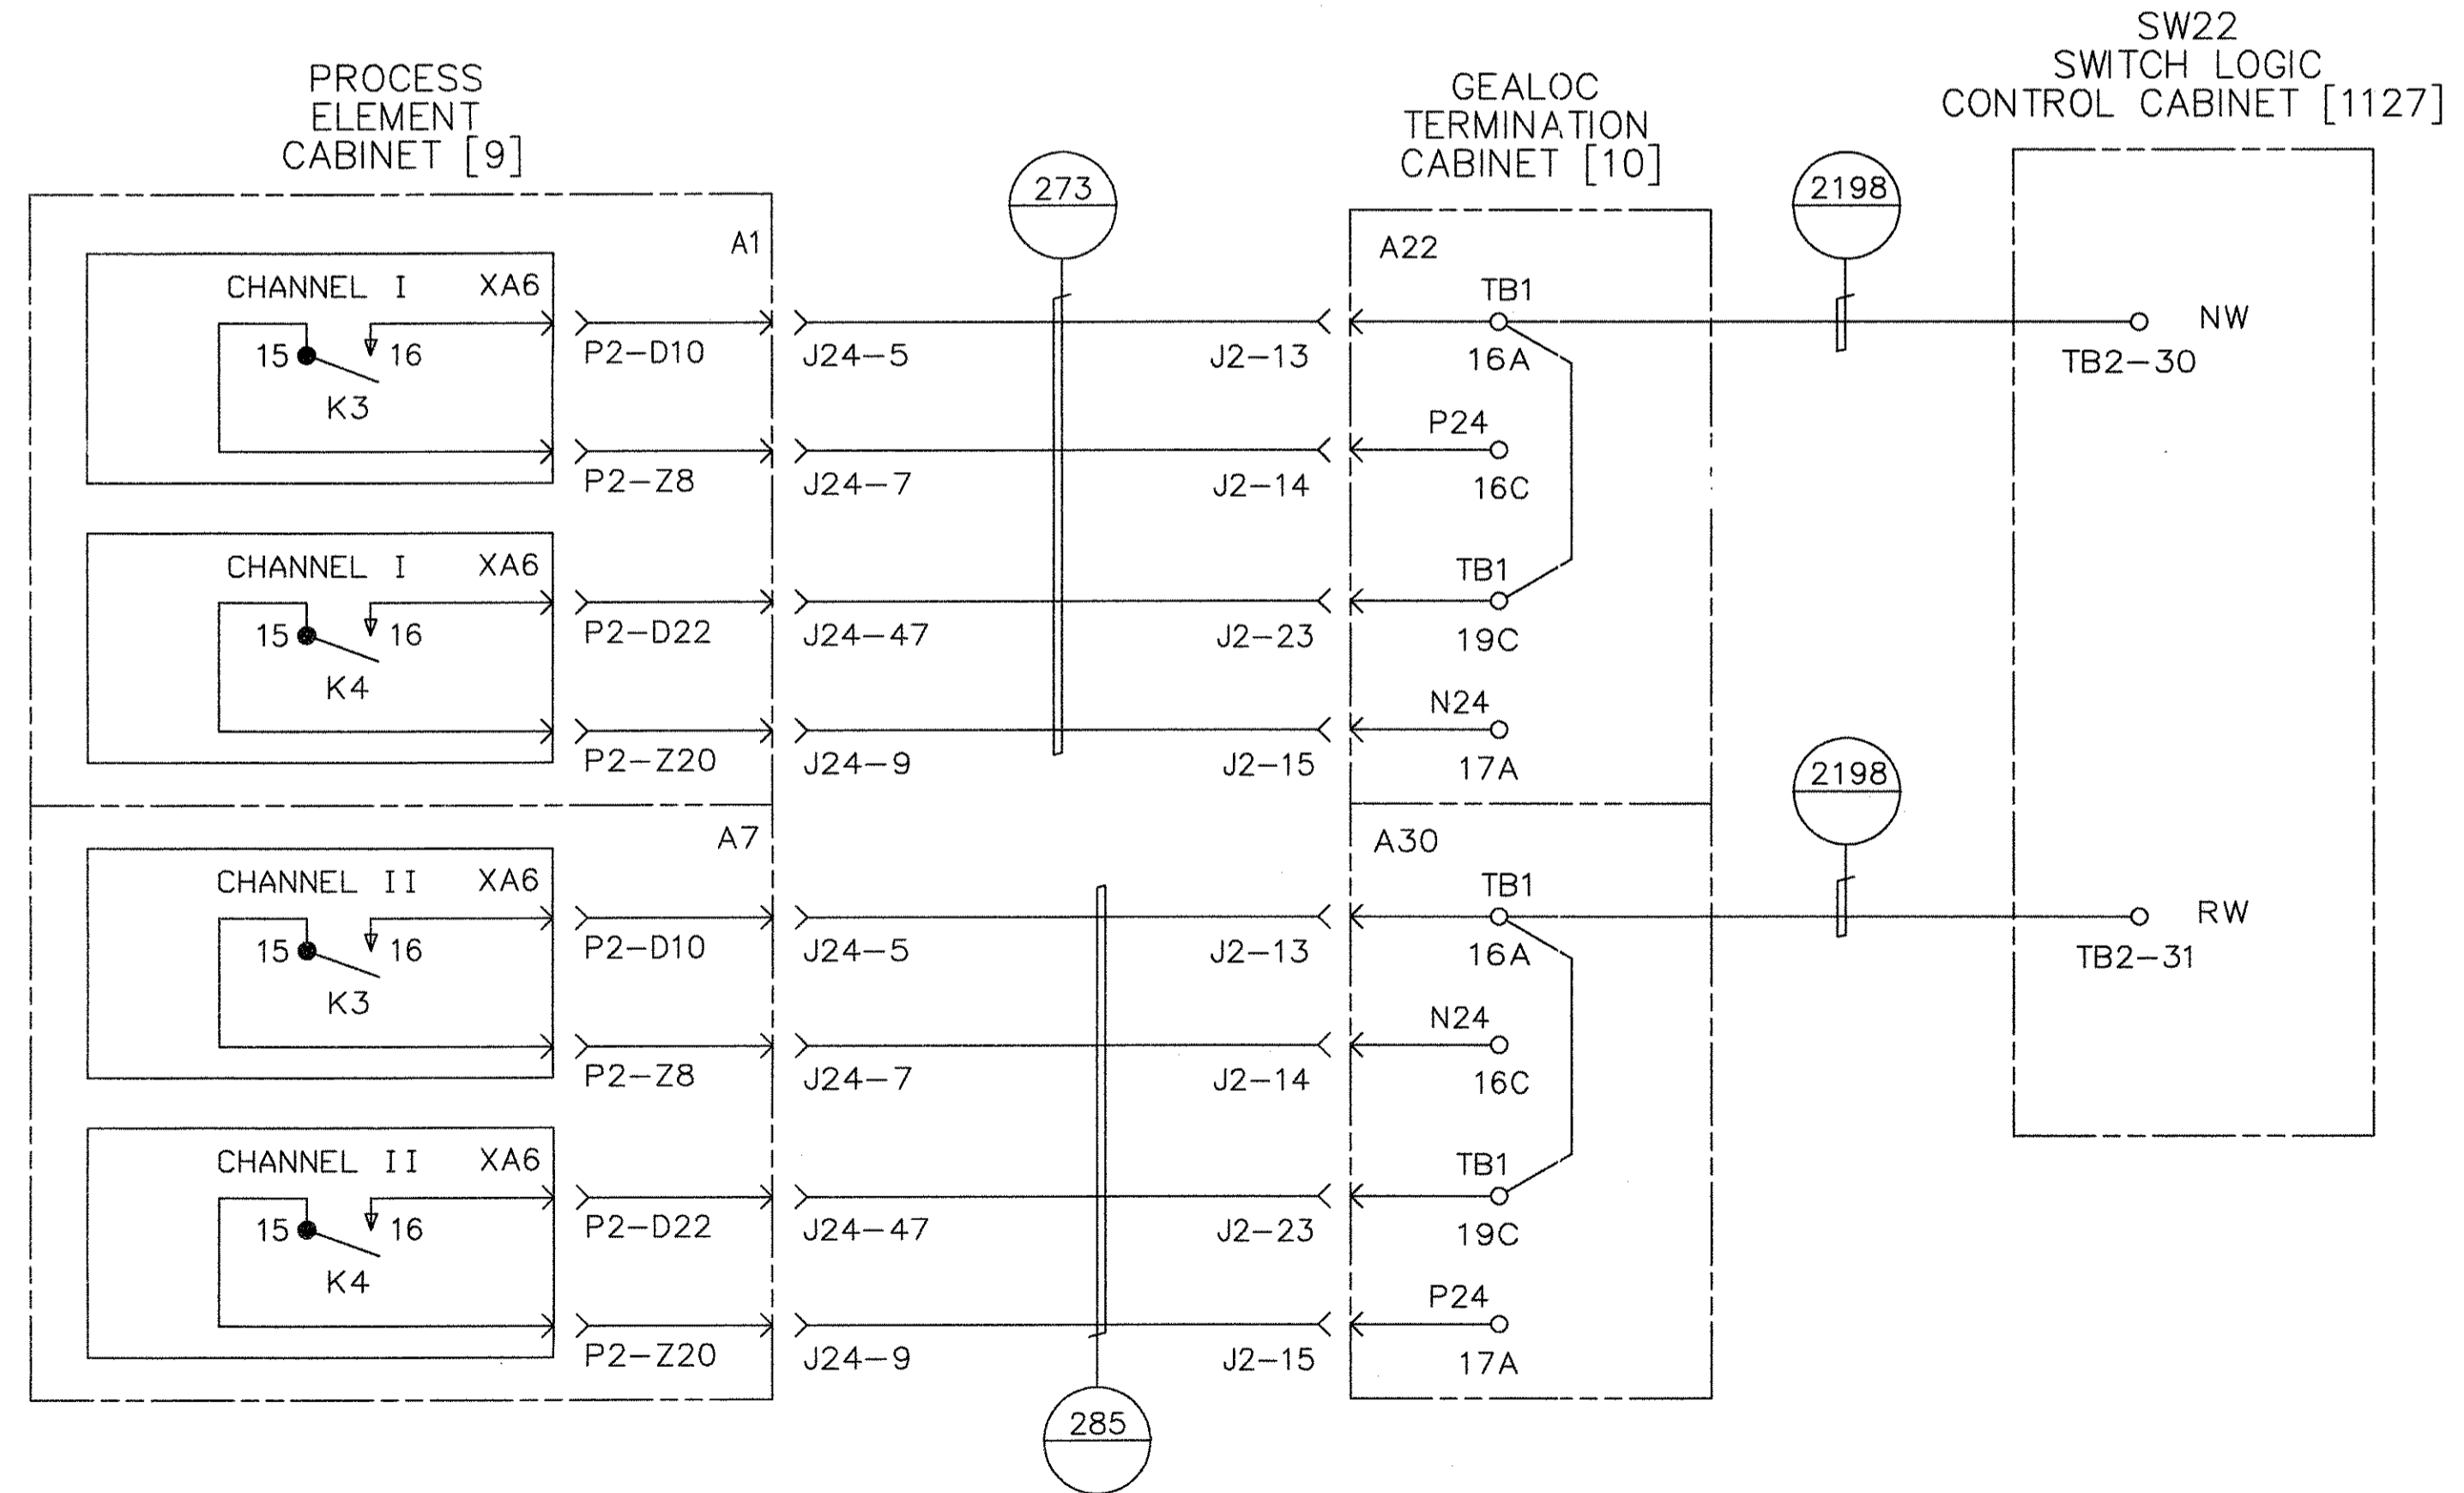 SW22
SWITCH LOGIC
CONTROL CABINET [1127]
PROCESS
ELEMENT
CABINET [9]
GEALOC
TERMINATION
CABINET [10]
273
2198
A1
A22
CHANNEL I XA6
15 16
K3
P2-D10
J24-5
J2-13
TB1
16A
NW
TB2-30
P2-Z8
J24-7
J2-14
P24
16C
CHANNEL I XA6
15 16
K4
P2-D22
J24-47
J2-23
TB1
19C
P2-Z20
J24-9
J2-15
N24
17A
2198
A7
A30
CHANNEL II XA6
15 16
K3
P2-D10
J24-5
J2-13
TB1
16A
RW
TB2-31
P2-Z8
J24-7
J2-14
N24
16C
CHANNEL II XA6
15 16
K4
P2-D22
J24-47
J2-23
TB1
19C
P2-Z20
J24-9
J2-15
P24
17A
285